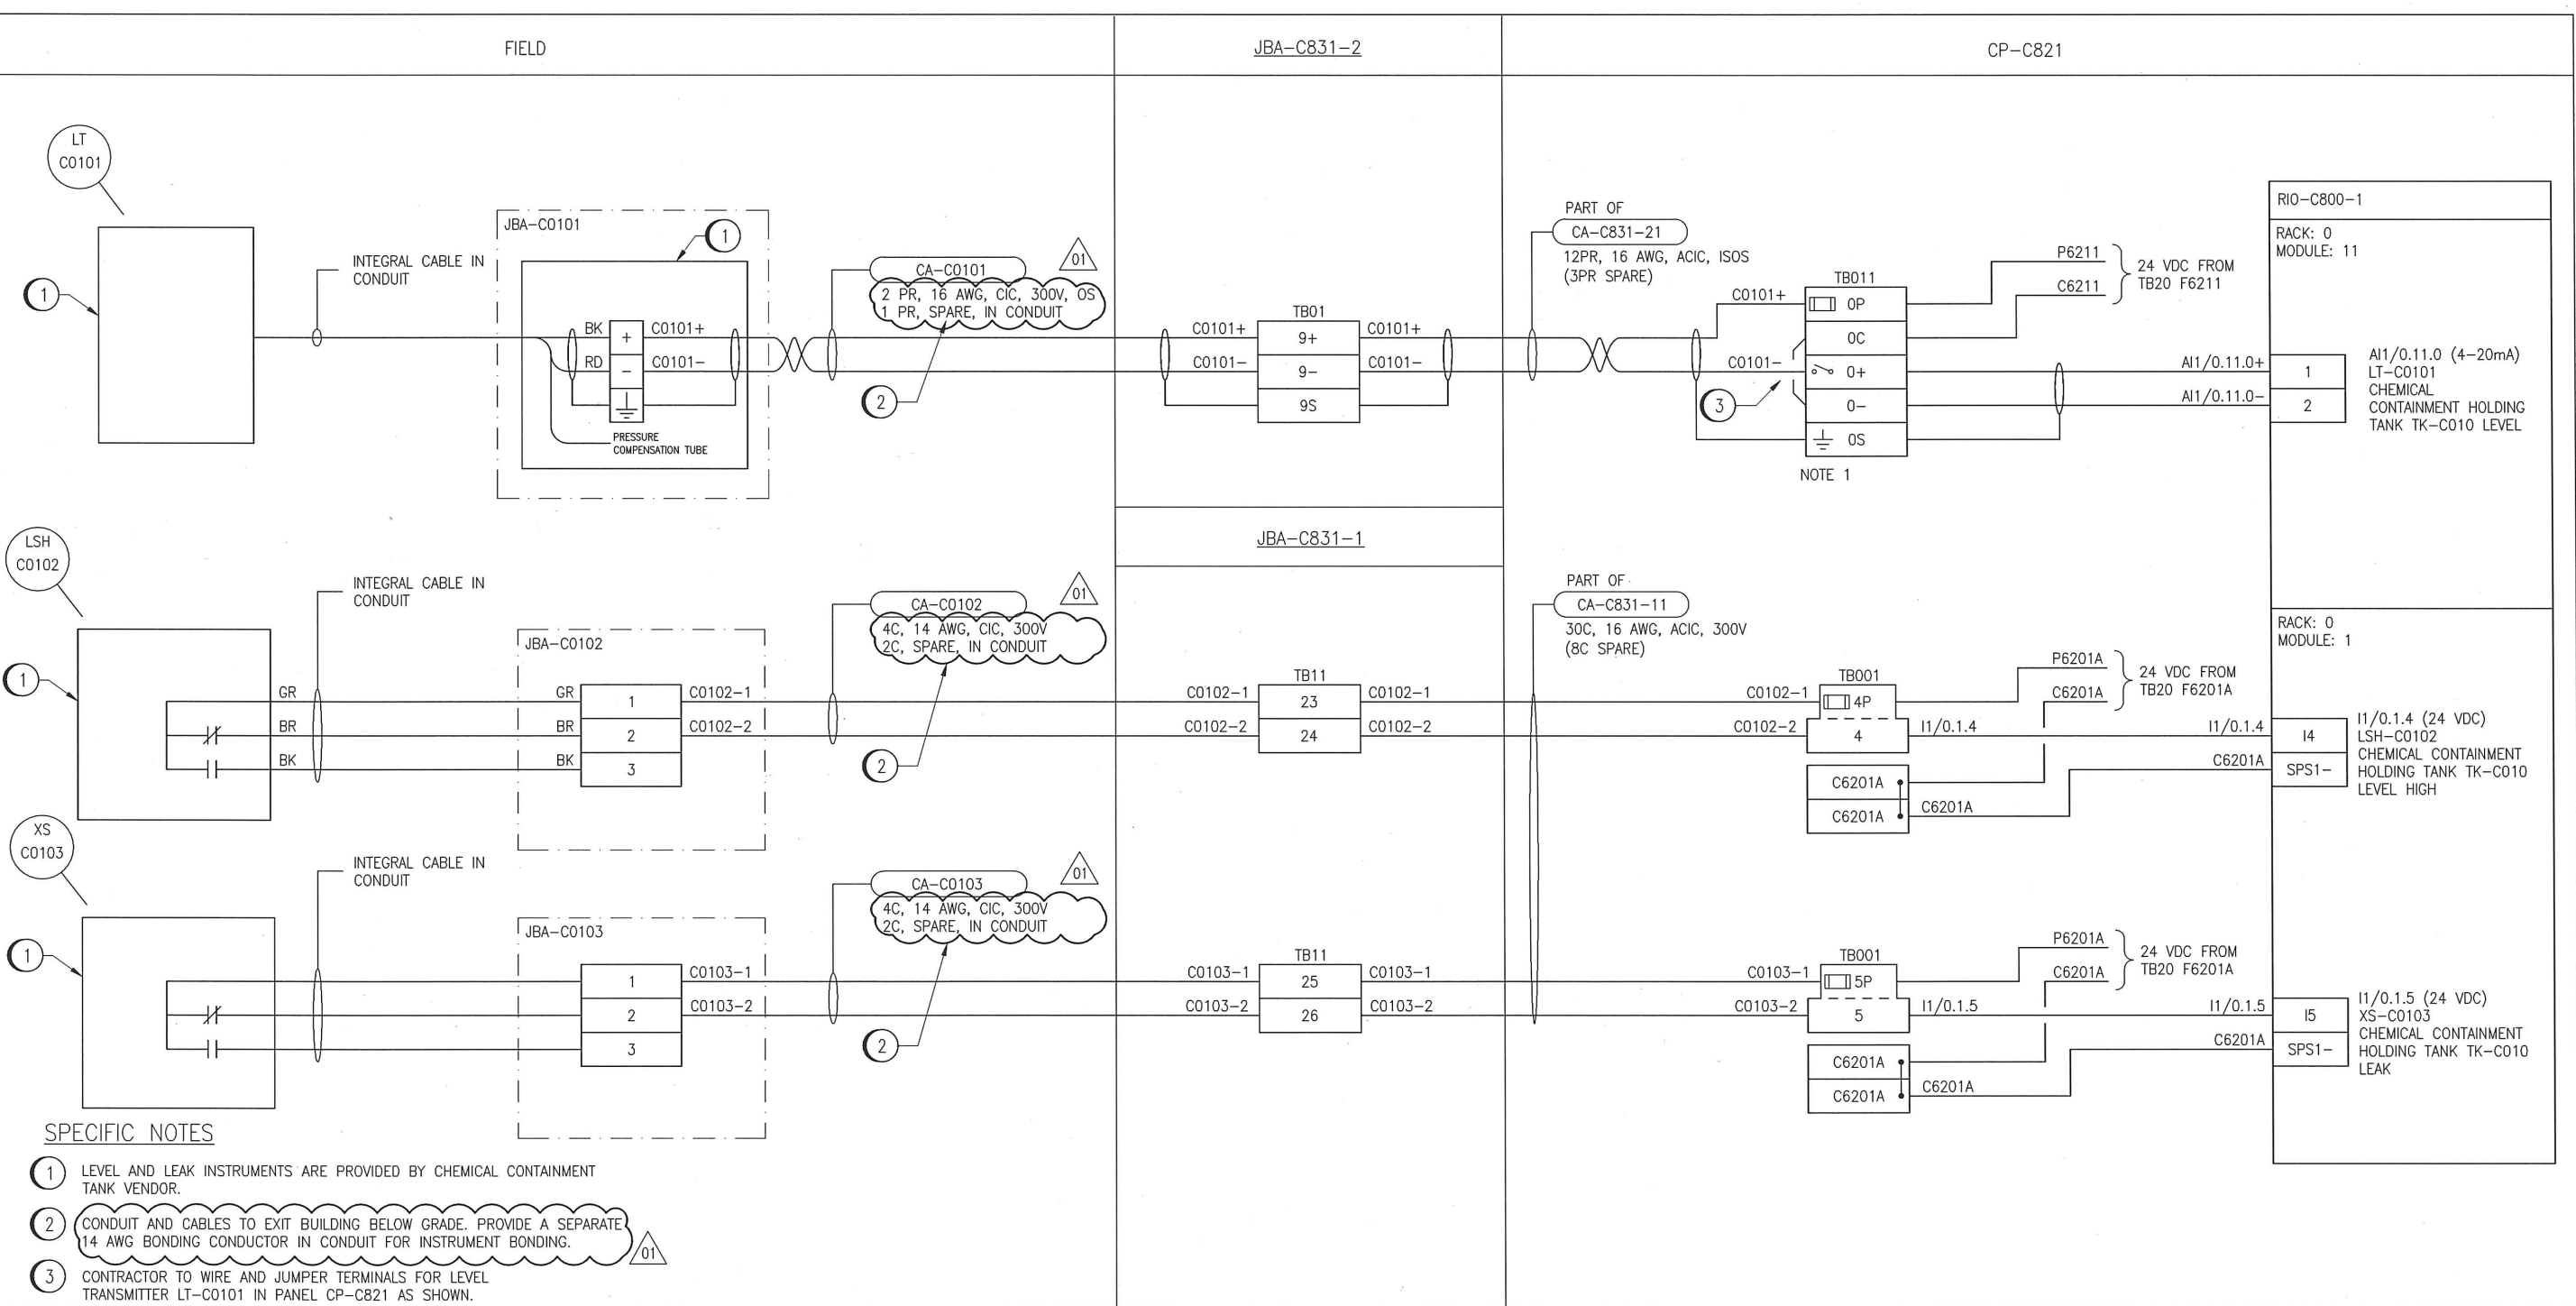 FIELD
JBA-C831-2
CP-C821
LT
C0101
1
INTEGRAL CABLE IN
CONDUIT
JBA-C0101
1
BK
RD
+
-
C0101+
C0101-
PRESSURE
COMPENSATION TUBE
CA-C0101
01
2 PR, 16 AWG, CIC, 300V, OS
1 PR, SPARE, IN CONDUIT
2
TB01
C0101+
9+
C0101+
C0101-
9-
C0101-
9S
PART OF
CA-C831-21
12PR, 16 AWG, ACIC, ISOS
(3PR SPARE)
C0101+
C0101-
3
TB011
0P
0C
0+
0-
0S
NOTE 1
P6211
C6211
24 VDC FROM
TB20 F6211
AI1/0.11.0+
AI1/0.11.0-
RIO-C800-1
RACK: 0
MODULE: 11
1
2
AI1/0.11.0 (4-20mA)
LT-C0101
CHEMICAL
CONTAINMENT HOLDING
TANK TK-C010 LEVEL
JBA-C831-1
LSH
C0102
1
INTEGRAL CABLE IN
CONDUIT
GR
BR
BK
JBA-C0102
GR
BR
BK
1
2
3
C0102-1
C0102-2
CA-C0102
01
4C, 14 AWG, CIC, 300V
2C, SPARE, IN CONDUIT
2
TB11
C0102-1
23
C0102-1
C0102-2
24
C0102-2
PART OF
CA-C831-11
30C, 16 AWG, ACIC, 300V
(8C SPARE)
C0102-1
C0102-2
TB001
4P
4
I1/0.1.4
C6201A
C6201A
C6201A
P6201A
C6201A
24 VDC FROM
TB20 F6201A
I1/0.1.4
C6201A
RACK: 0
MODULE: 1
I4
SPS1-
I1/0.1.4 (24 VDC)
LSH-C0102
CHEMICAL CONTAINMENT
HOLDING TANK TK-C010
LEVEL HIGH
XS
C0103
1
INTEGRAL CABLE IN
CONDUIT
JBA-C0103
1
2
3
C0103-1
C0103-2
CA-C0103
01
4C, 14 AWG, CIC, 300V
2C, SPARE, IN CONDUIT
2
TB11
C0103-1
25
C0103-1
C0103-2
26
C0103-2
C0103-1
C0103-2
TB001
5P
5
I1/0.1.5
C6201A
C6201A
C6201A
P6201A
C6201A
24 VDC FROM
TB20 F6201A
I1/0.1.5
C6201A
I5
SPS1-
I1/0.1.5 (24 VDC)
XS-C0103
CHEMICAL CONTAINMENT
HOLDING TANK TK-C010
LEAK
SPECIFIC NOTES
1 LEVEL AND LEAK INSTRUMENTS ARE PROVIDED BY CHEMICAL CONTAINMENT
TANK VENDOR.
2 CONDUIT AND CABLES TO EXIT BUILDING BELOW GRADE. PROVIDE A SEPARATE
14 AWG BONDING CONDUCTOR IN CONDUIT FOR INSTRUMENT BONDING.
01
3 CONTRACTOR TO WIRE AND JUMPER TERMINALS FOR LEVEL
TRANSMITTER LT-C0101 IN PANEL CP-C821 AS SHOWN.